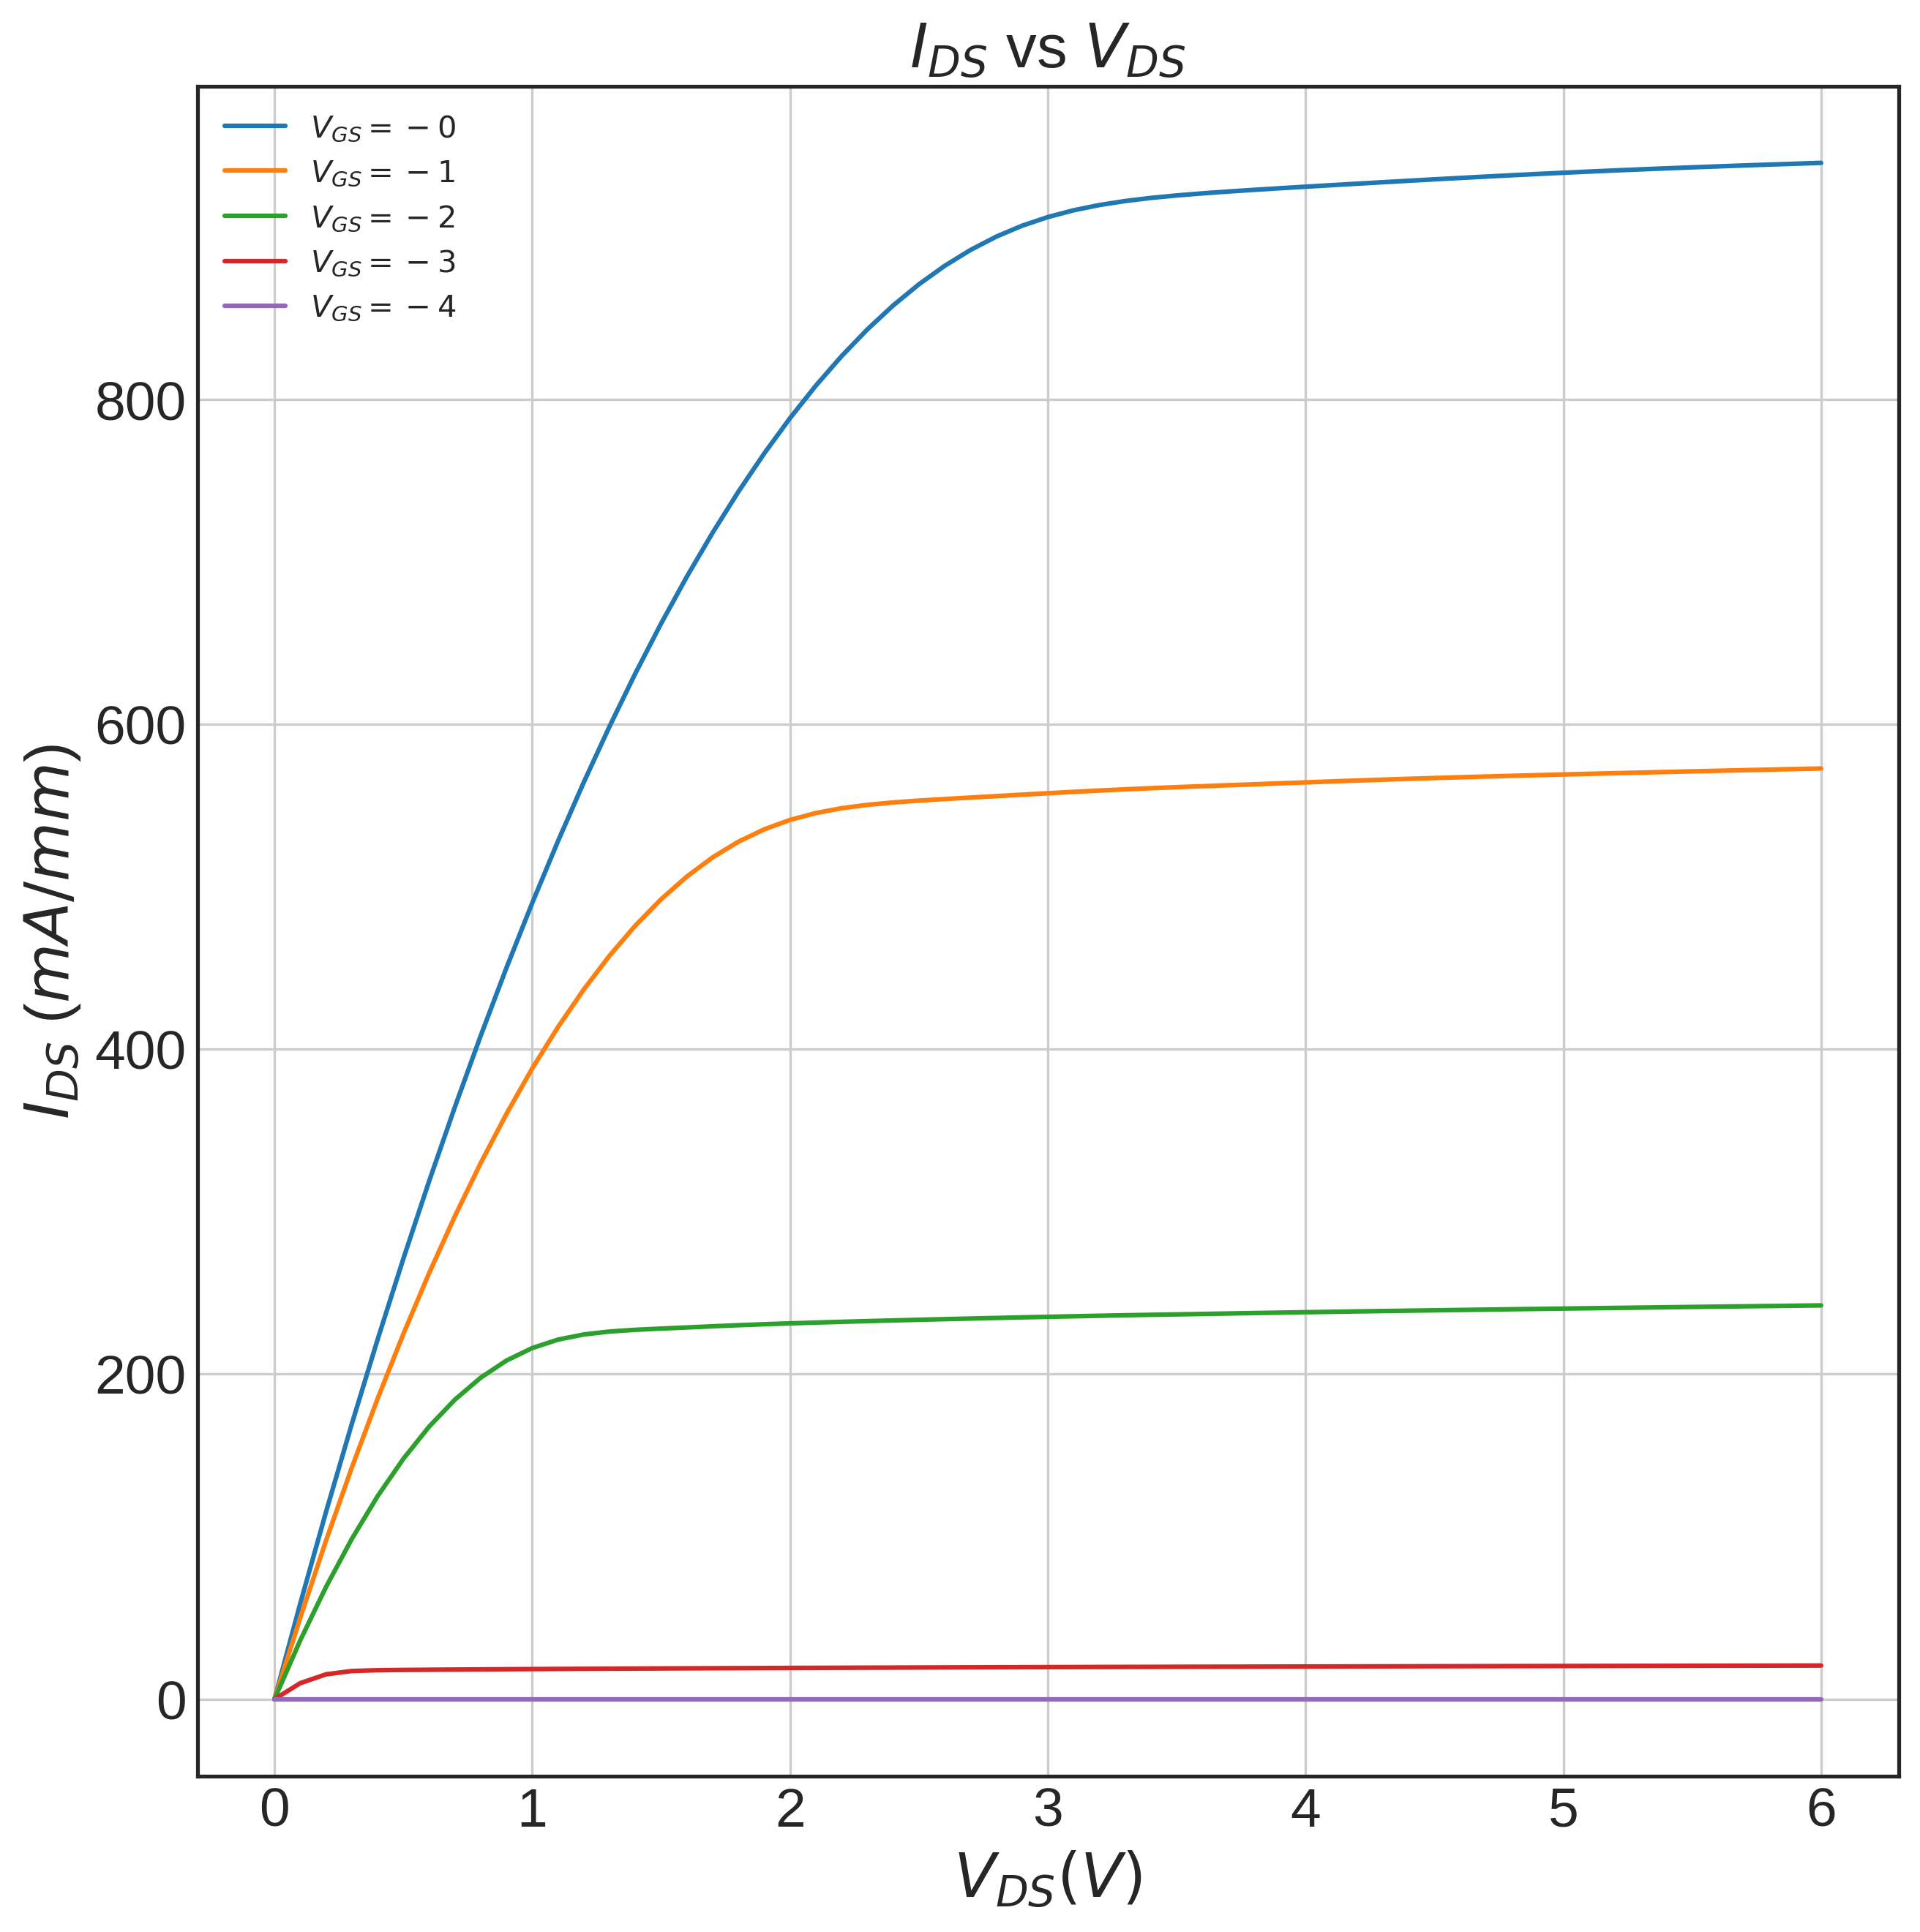 I_DS vs V_DS
V_GS = − 0
V_GS = − 1
V_GS = − 2
V_GS = − 3
V_GS = − 4
800
600
400
200
0
I_DS (mA/mm)
0 1 2 3 4 5 6
V_DS(V)